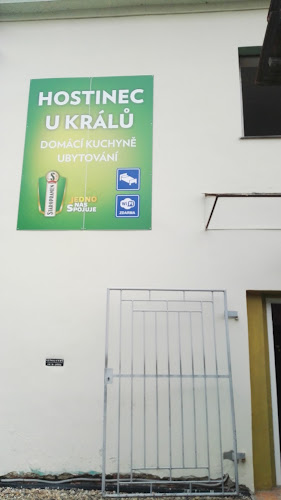 HOSTINEC
U KRÁLŮ
DOMÁCÍ KUCHYNĚ
UBYTOVÁNÍ
S
STAROPRAMEN
JEDNO
NÁS
SPOJUJE
WiFi
ZDARMA